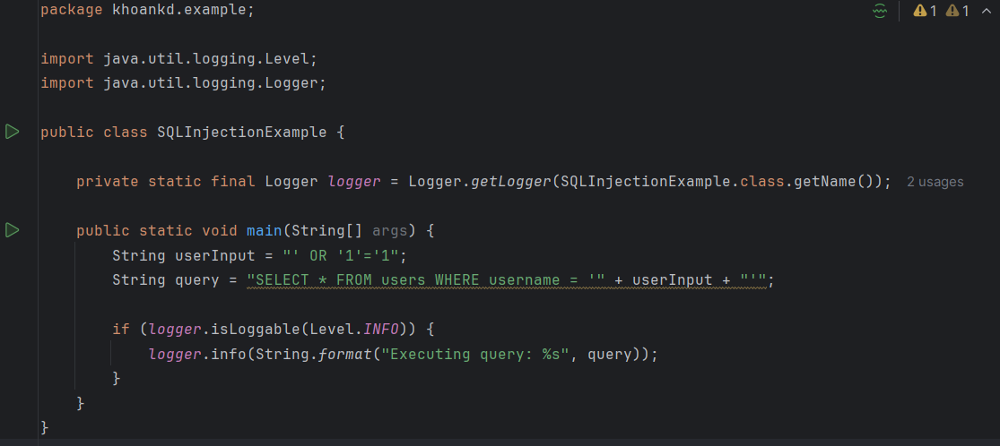 package khoankd.example;
1 1
import java.util.logging.Level;
import java.util.logging.Logger;
public class SQLInjectionExample {
private static final Logger logger = Logger.getLogger(SQLInjectionExample.class.getName()); 2 usages
public static void main(String[] args) {
String userInput = "' OR '1'='1";
String query = "SELECT * FROM users WHERE username = '" + userInput + "'";
if (logger.isLoggable(Level.INFO)) {
logger.info(String.format("Executing query: %s", query));
}
}
}